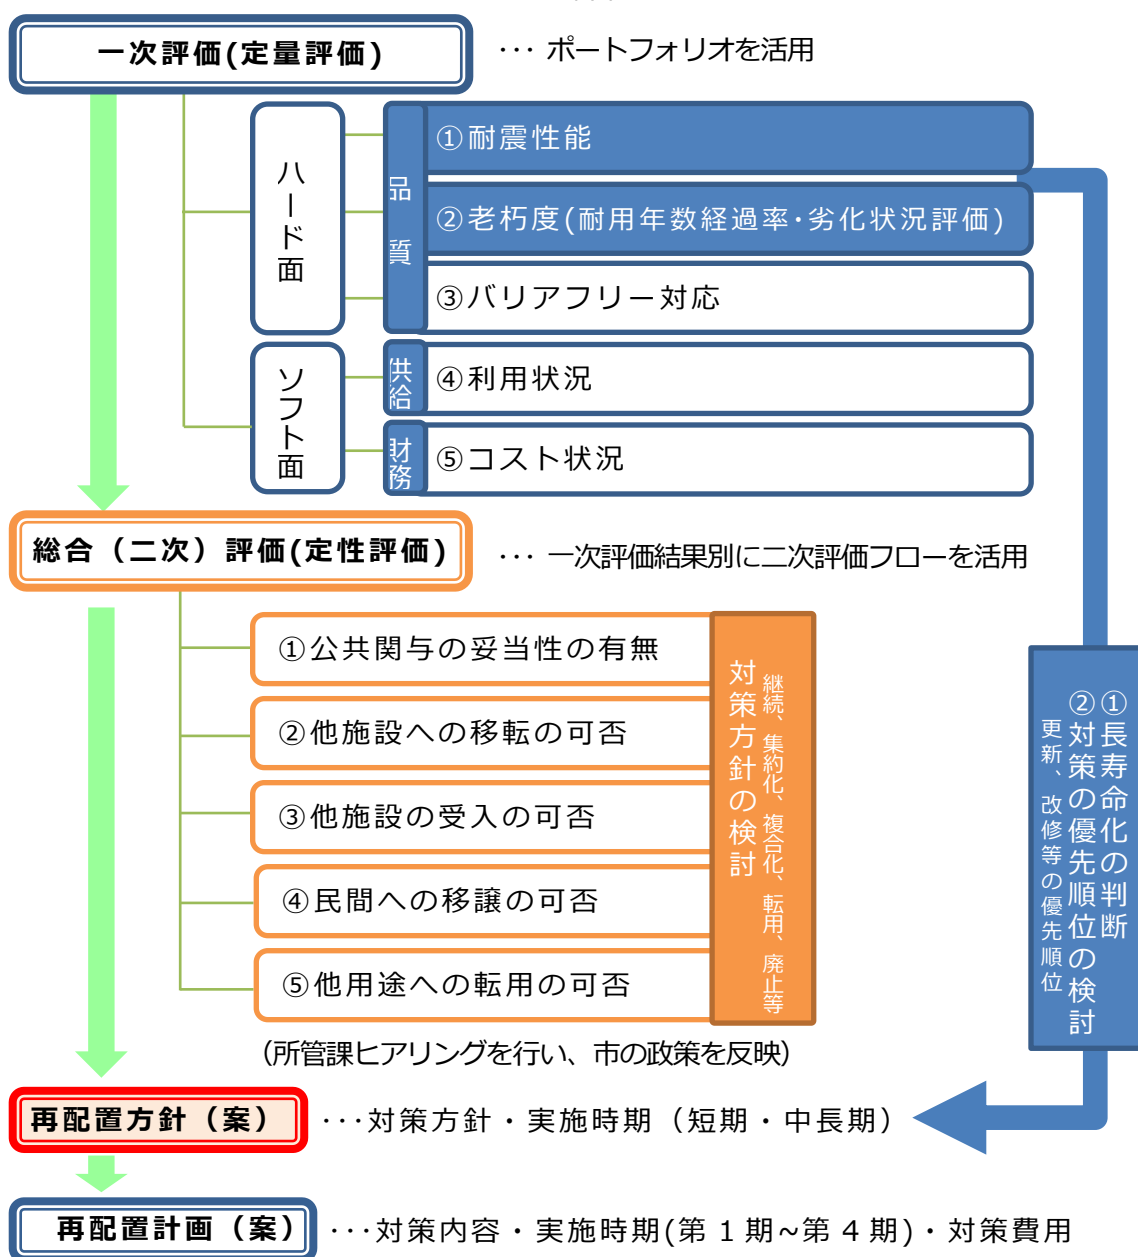 一次評価(定量評価)
･･･ ポートフォリオを活用
ハード面
品質
①耐震性能
②老朽度(耐用年数経過率･劣化状況評価)
③バリアフリー対応
ソフト面
供給
④利用状況
財務
⑤コスト状況
総合（二次）評価(定性評価)
･･･ 一次評価結果別に二次評価フローを活用
①公共関与の妥当性の有無
②他施設への移転の可否
③他施設の受入の可否
④民間への移譲の可否
⑤他用途への転用の可否
対策方針の検討
継続、集約化、複合化、転用、廃止等
(所管課ヒアリングを行い、市の政策を反映)
①長寿命化の判断
②対策の優先順位の検討
更新、改修等の優先順位
再配置方針（案）
･･･対策方針・実施時期（短期・中長期）
再配置計画（案）
･･･対策内容・実施時期(第1期~第4期)・対策費用